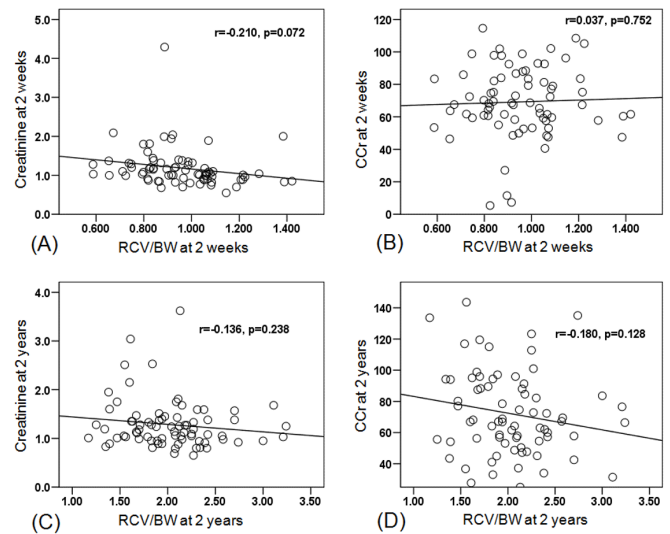 5.0
4.0
3.0
2.0
1.0
0.0
Creatinine at 2 weeks
r=-0.210, p=0.072
0.600 0.800 1.000 1.200 1.400
(A) RCV/BW at 2 weeks
120
100
80
60
40
20
0
CCr at 2 weeks
r=0.037, p=0.752
0.600 0.800 1.000 1.200 1.400
(B) RCV/BW at 2 weeks
4.0
3.0
2.0
1.0
0.0
Creatinine at 2 years
r=-0.136, p=0.238
1.00 1.50 2.00 2.50 3.00 3.50
(C) RCV/BW at 2 years
140
120
100
80
60
40
CCr at 2 years
r=-0.180, p=0.128
1.00 1.50 2.00 2.50 3.00 3.50
(D) RCV/BW at 2 years